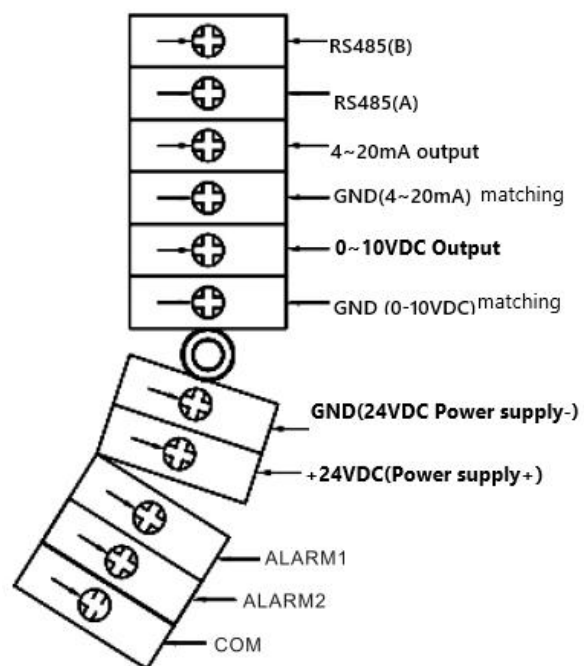 RS485(B)
RS485(A)
4~20mA output
GND(4~20mA) matching
0~10VDC Output
GND (0-10VDC)matching
GND(24VDC Power supply-)
+24VDC(Power supply+)
ALARM1
ALARM2
COM